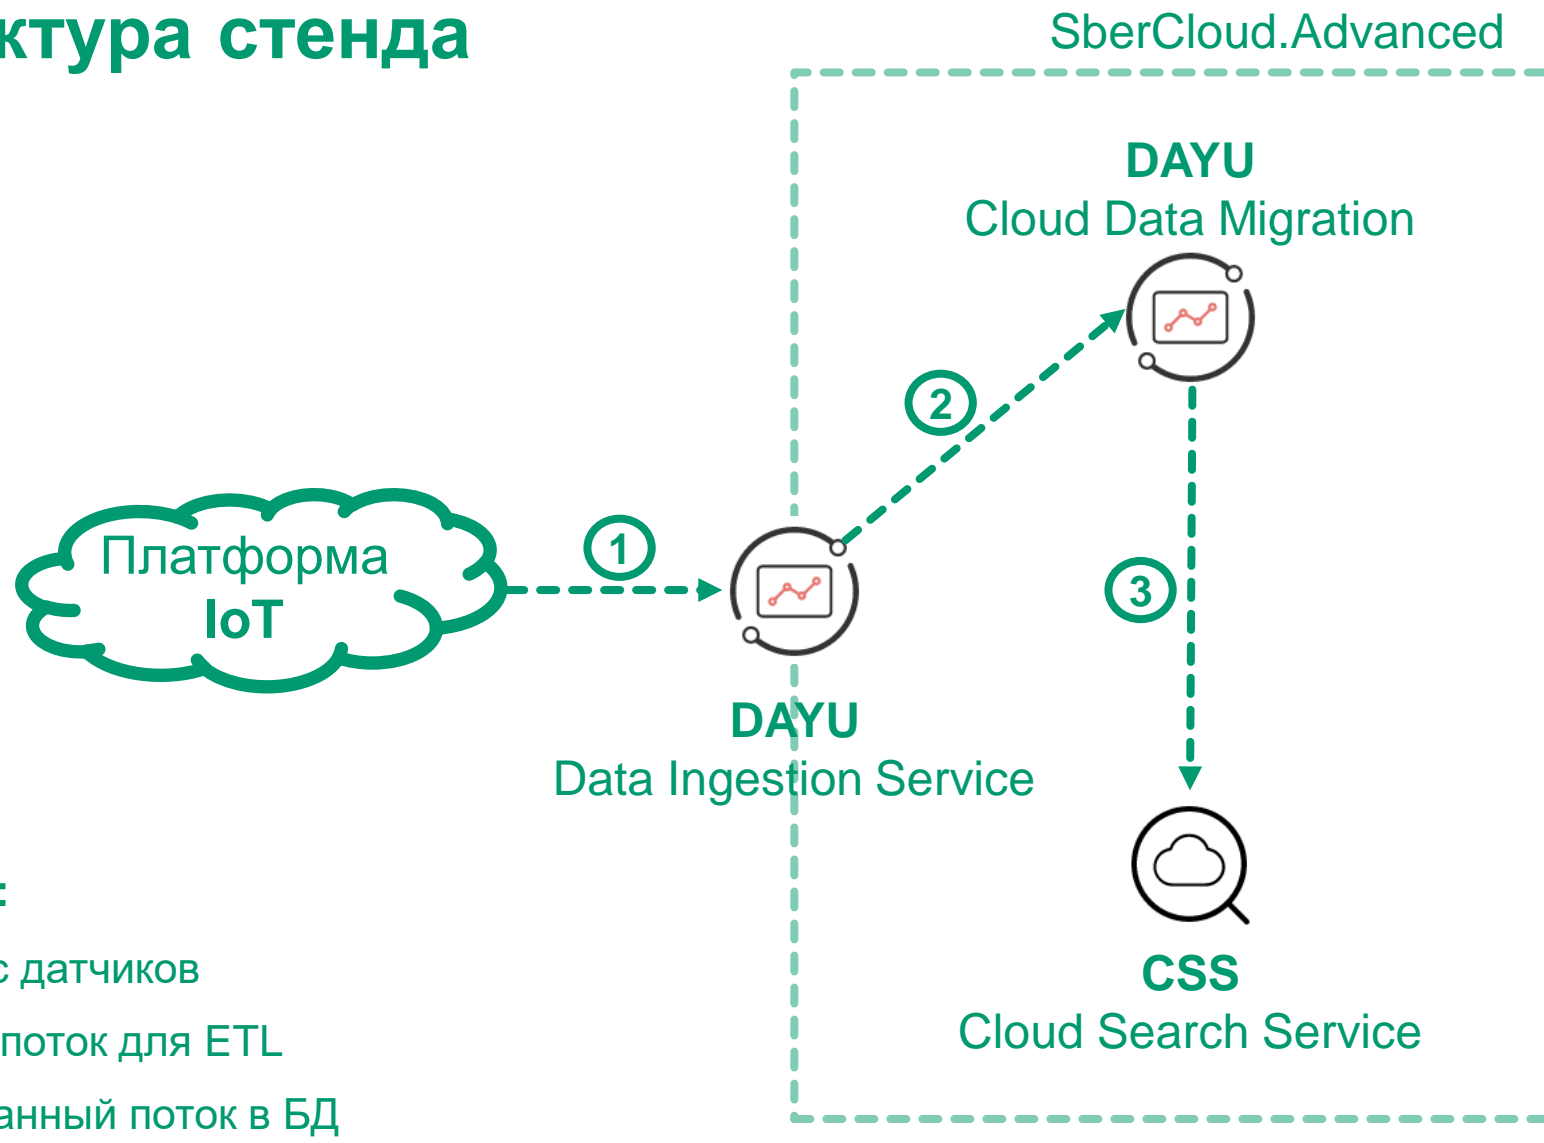 ктура стенда
SberCloud.Advanced
DAYU
Cloud Data Migration
2
1
Платформа
IoT
3
DAYU
Data Ingestion Service
:
с датчиков
поток для ETL
анный поток в БД
CSS
Cloud Search Service